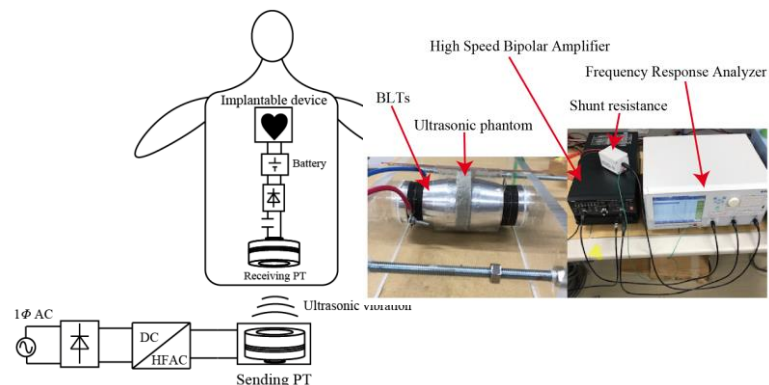 High Speed Bipolar Amplifier
Frequency Response Analyzer
BLTs
Shunt resistance
Ultrasonic phantom
Implantable device
Battery
Receiving PT
Ultrasonic vibration
1Φ AC
DC
HFAC
Sending PT